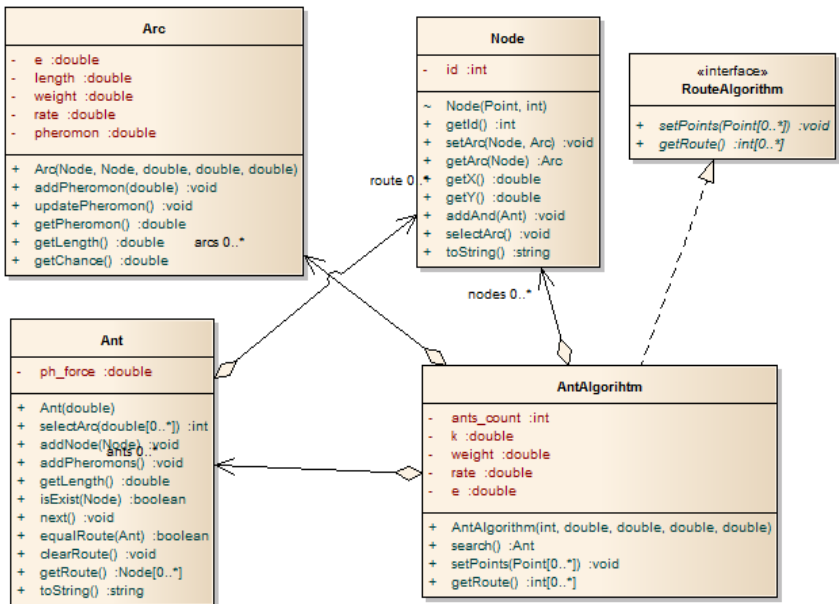 Arc
- e :double
- length :double
- weight :double
- rate :double
- pheromon :double
+ Arc(Node, Node, double, double, double)
+ addPheromon(double) :void
+ updatePheromon() :void
+ getPheromon() :double
+ getLength() :double
+ getChance() :double
arcs 0..*
Node
- id :int
~ Node(Point, int)
+ getId() :int
+ setArc(Node, Arc) :void
+ getArc(Node) :Arc
+ getX() :double
+ getY() :double
+ addAnd(Ant) :void
+ selectArc() :void
+ toString() :string
route 0..*
nodes 0..*
«interface»
RouteAlgorithm
+ setPoints(Point[0..*]) :void
+ getRoute() :int[0..*]
Ant
- ph_force :double
+ Ant(double)
+ selectArc(double[0..*]) :int
+ addNode(Node) :void
+ addPheromons() :void
+ getLength() :double
+ isExist(Node) :boolean
+ next() :void
+ equalRoute(Ant) :boolean
+ clearRoute() :void
+ getRoute() :Node[0..*]
+ toString() :string
ants 0..*
AntAlgorihtm
- ants_count :int
- k :double
- weight :double
- rate :double
- e :double
+ AntAlgorithm(int, double, double, double, double)
+ search() :Ant
+ setPoints(Point[0..*]) :void
+ getRoute() :int[0..*]